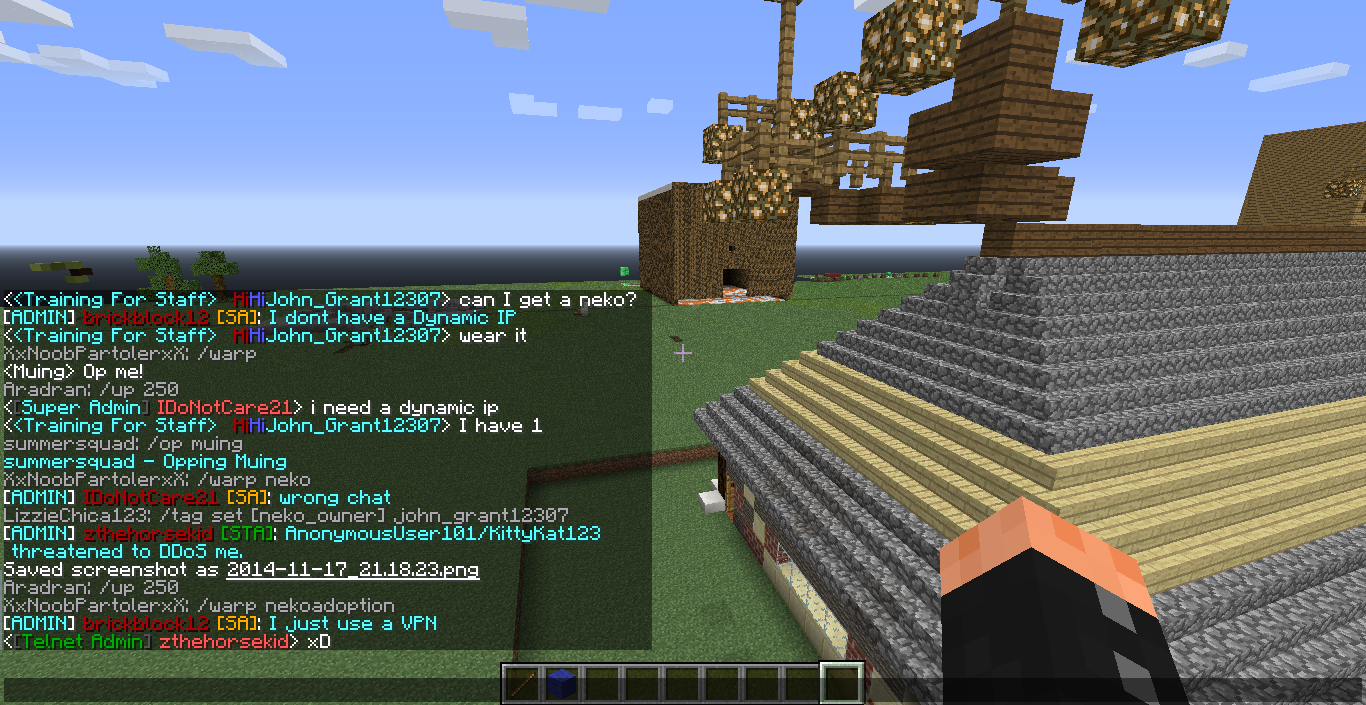 <<Training For Staff> HiHiJohn_Grant12307> can I get a neko?
[ADMIN] brickblock12 [SA]: I dont have a Dynamic IP
<<Training For Staff> HiHiJohn_Grant12307> wear it
XxNoobPartolerxX: /warp
<Muing> Op me!
Aradran: /up 250
<[Super Admin] IDoNotCare21> i need a dynamic ip
<<Training For Staff> HiHiJohn_Grant12307> I have 1
summersquad: /op muing
summersquad - Opping Muing
XxNoobPartolerxX: /warp neko
[ADMIN] IDoNotCare21 [SA]: wrong chat
LizzieChica123: /tag set [neko_owner] john_grant12307
[ADMIN] zthehorsekid [STA]: AnonymousUser101/KittyKat123
threatened to DDoS me.
Saved screenshot as 2014-11-17_21.18.23.png
Aradran: /up 250
XxNoobPartolerxX: /warp nekoadoption
[ADMIN] brickblock12 [SA]: I just use a VPN
<[Telnet Admin] zthehorsekid> xD